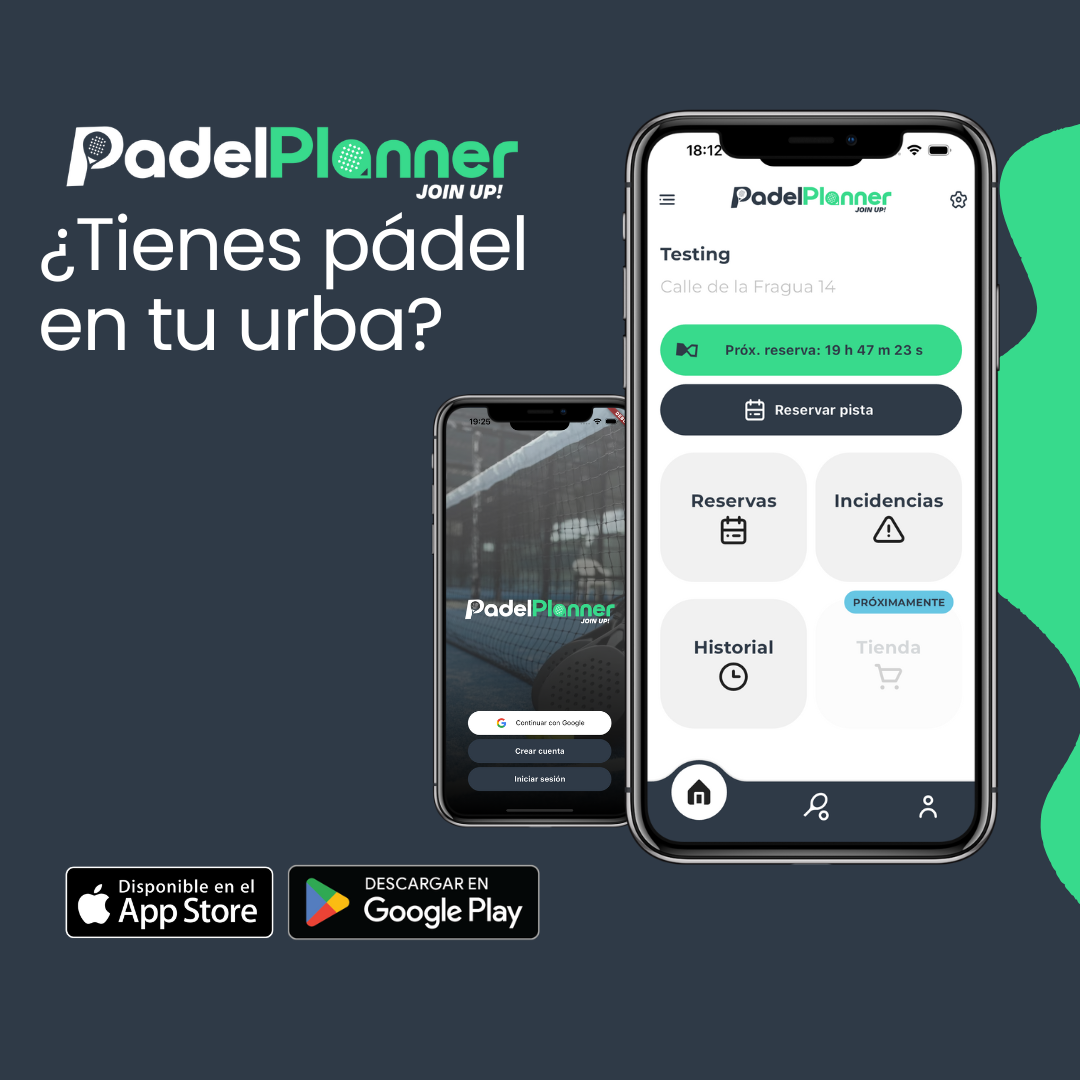 PadelPlanner
JOIN UP!
¿Tienes pádel
en tu urba?
19:25
PadelPlanner
JOIN UP!
Continuar con Google
Crear cuenta
Iniciar sesión
18:12
PadelPlanner
JOIN UP!
Testing
Calle de la Fragua 14
Próx. reserva: 19 h 47 m 23 s
Reservar pista
Reservas
Incidencias
PRÓXIMAMENTE
Historial
Tienda
Disponible en el
App Store
DESCARGAR EN
Google Play